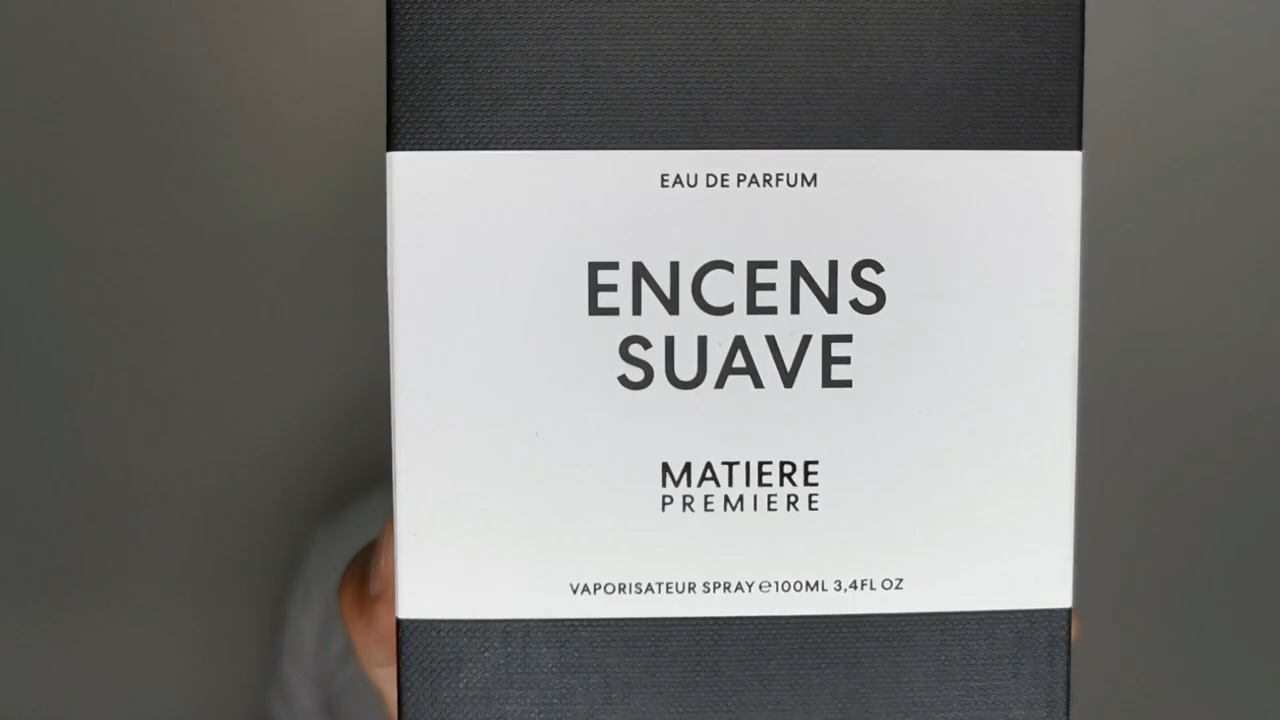 EAU DE PARFUM
ENCENS
SUAVE
MATIERE
PREMIERE
VAPORISATEUR SPRAY ℮100ML 3,4FL OZ